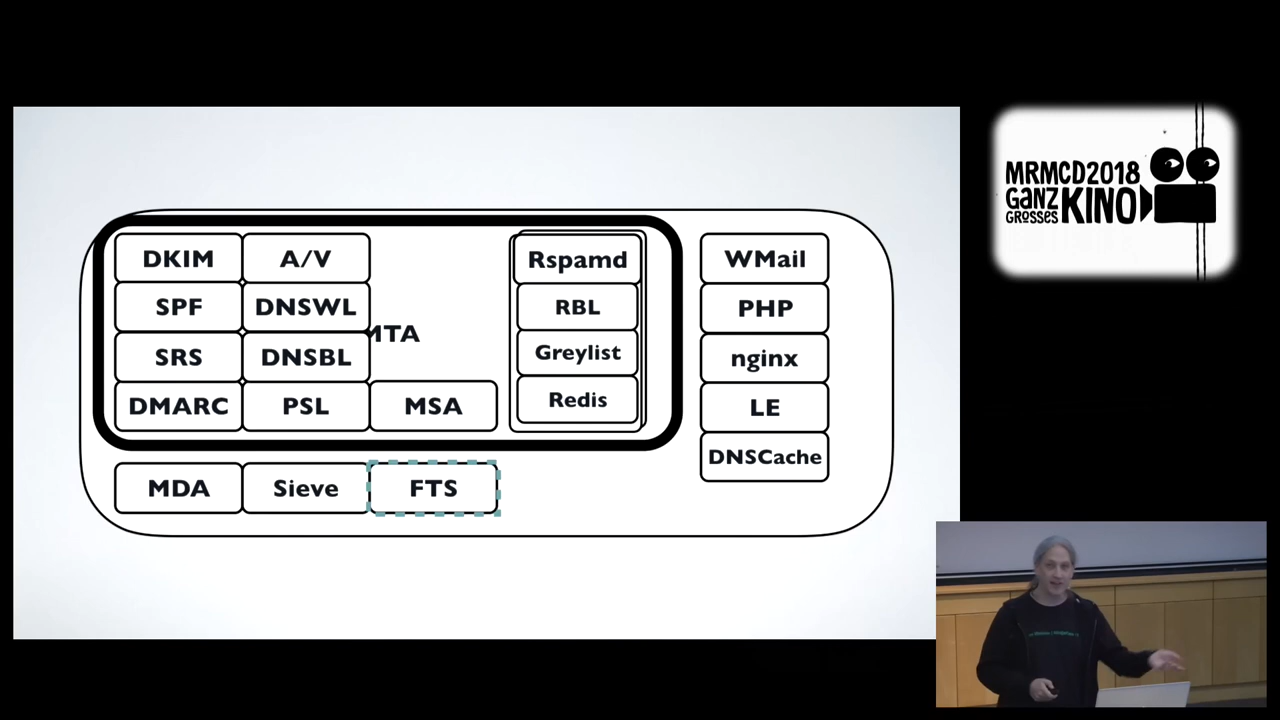 DKIM
A/V
SPF
DNSWL
SRS
DNSBL
DMARC
PSL
MTA
MSA
Rspamd
RBL
Greylist
Redis
WMail
PHP
nginx
LE
DNSCache
MDA
Sieve
FTS
MRMCD2018
GANZ
GROSSES
KINO